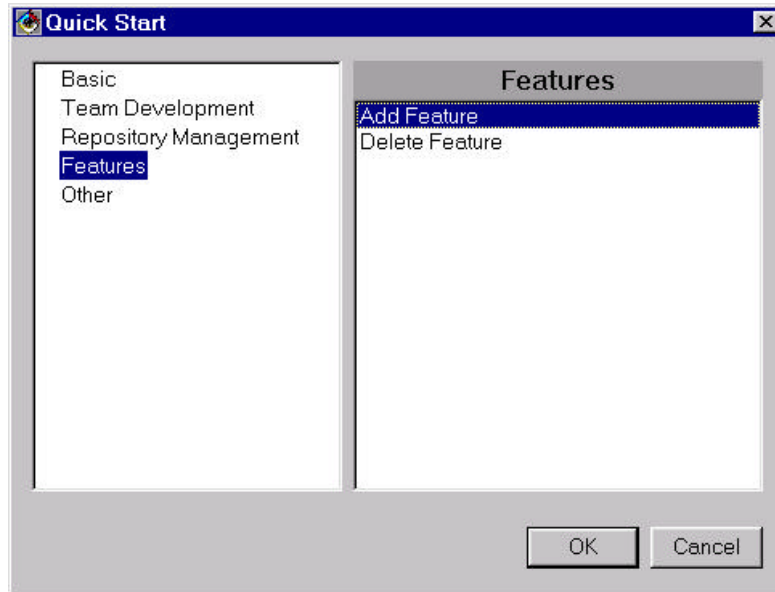 Quick Start
Basic
Team Development
Repository Management
Features
Other
Features
Add Feature
Delete Feature
OK
Cancel